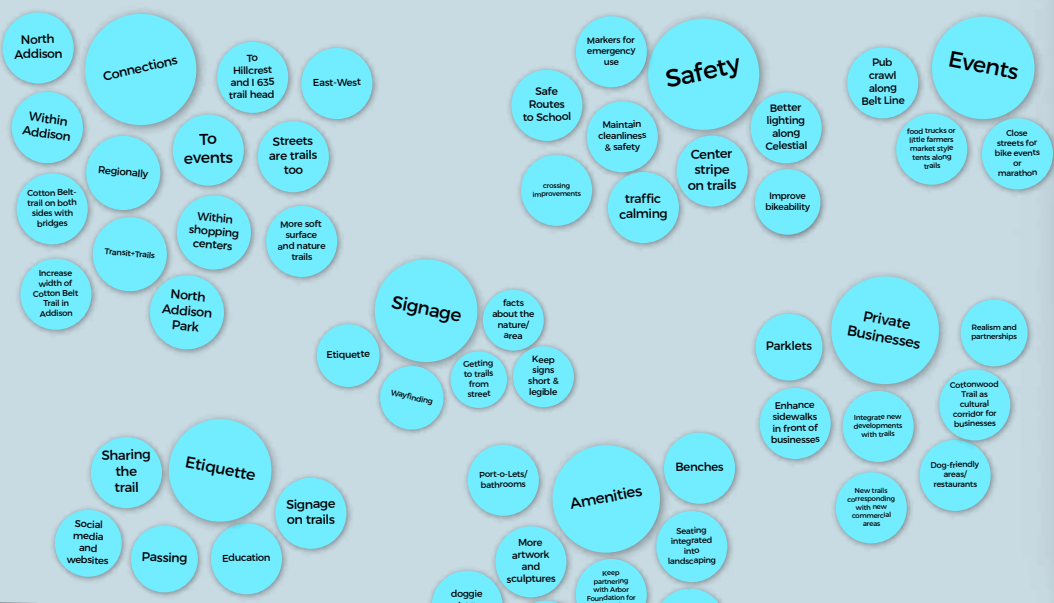 North
Addison
Connections
To
Hillcrest
and I 635
trail head
East-West
Within
Addison
To
events
Streets
are trails
too
Regionally
Cotton Belt-
trail on both
sides with
bridges
Within
shopping
centers
More soft
surface
and nature
trails
Transit+Trails
Increase
width of
Cotton Belt
Trail in
Addison
North
Addison
Park
Markers for
emergency
use
Safety
Safe
Routes
to School
Maintain
cleanliness
& safety
Better
lighting
along
Celestial
Center
stripe
on trails
crossing
improvements
traffic
calming
Improve
bikeability
Events
Pub
crawl
along
Belt Line
food trucks or
little farmers
market style
tents along
trails
Close
streets for
bike events
or
marathon
Signage
facts
about the
nature/
area
Etiquette
Wayfinding
Getting
to trails
from
street
Keep
signs
short &
legible
Private
Businesses
Parklets
Realism and
partnerships
Enhance
sidewalks
in front of
businesses
Integrate new
developments
with trails
Cottonwood
Trail as
cultural
corridor for
businesses
Dog-friendly
areas/
restaurants
New trails
corresponding
with new
commercial
areas
Etiquette
Sharing
the
trail
Signage
on trails
Social
media
and
websites
Passing
Education
Amenities
Port-o-Lets/
bathrooms
Benches
More
artwork
and
sculptures
Seating
integrated
into
landscaping
Keep
partnering
with Arbor
Foundation for
doggie